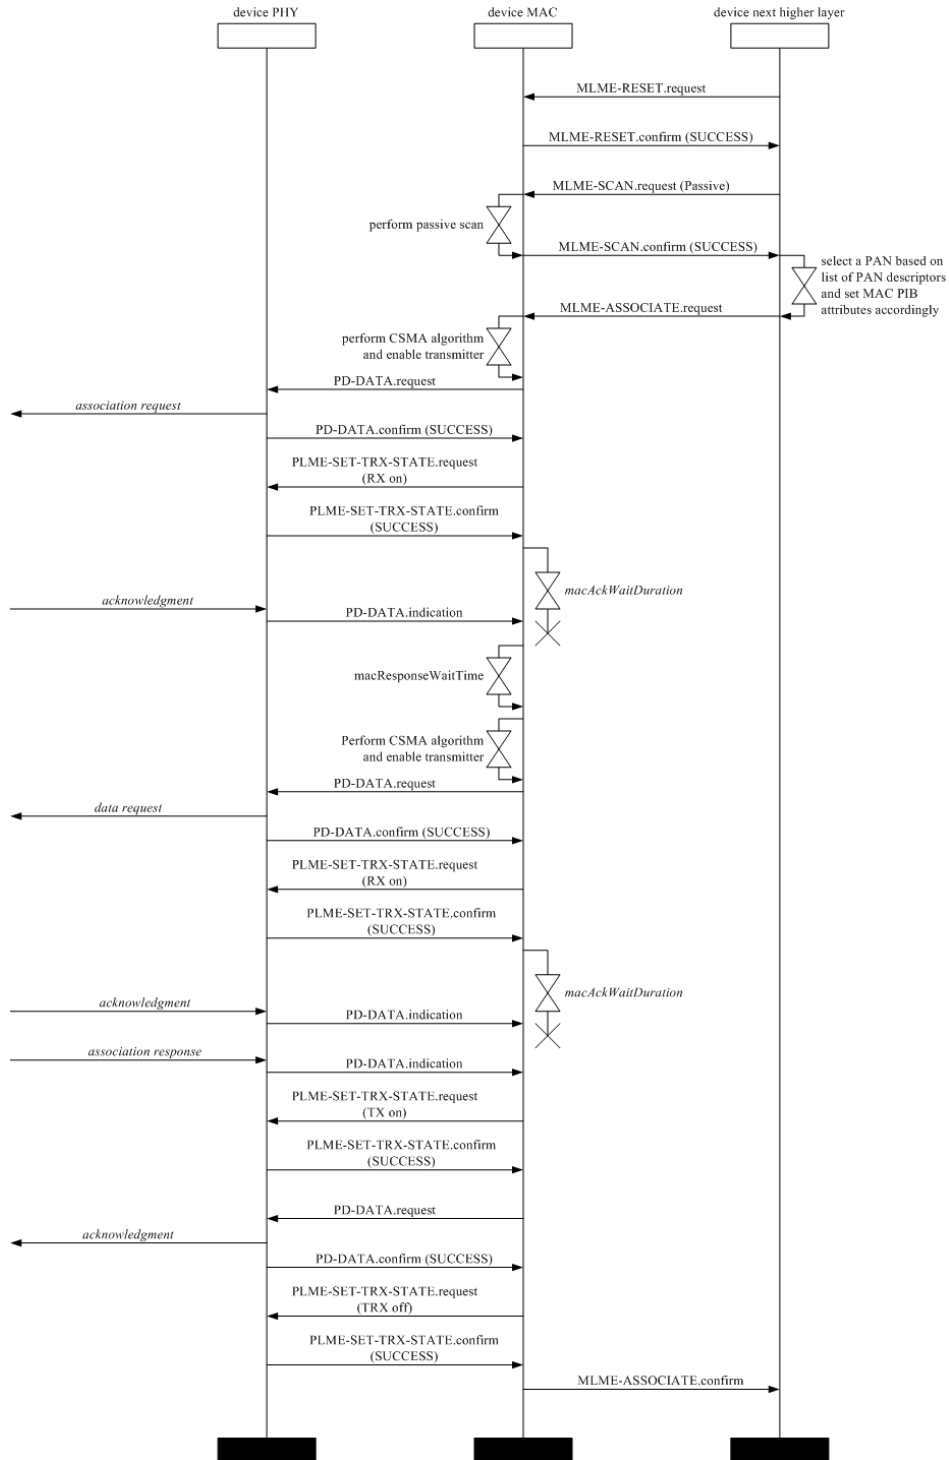 device PHY
device MAC
device next higher layer
MLME-RESET.request
MLME-RESET.confirm (SUCCESS)
MLME-SCAN.request (Passive)
perform passive scan
MLME-SCAN.confirm (SUCCESS)
select a PAN based on
list of PAN descriptors
and set MAC PIB
attributes accordingly
MLME-ASSOCIATE.request
perform CSMA algorithm
and enable transmitter
PD-DATA.request
association request
PD-DATA.confirm (SUCCESS)
PLME-SET-TRX-STATE.request
(RX on)
PLME-SET-TRX-STATE.confirm
(SUCCESS)
macAckWaitDuration
acknowledgment
PD-DATA.indication
macResponseWaitTime
Perform CSMA algorithm
and enable transmitter
PD-DATA.request
data request
PD-DATA.confirm (SUCCESS)
PLME-SET-TRX-STATE.request
(RX on)
PLME-SET-TRX-STATE.confirm
(SUCCESS)
macAckWaitDuration
acknowledgment
PD-DATA.indication
association response
PD-DATA.indication
PLME-SET-TRX-STATE.request
(TX on)
PLME-SET-TRX-STATE.confirm
(SUCCESS)
PD-DATA.request
acknowledgment
PD-DATA.confirm (SUCCESS)
PLME-SET-TRX-STATE.request
(TRX off)
PLME-SET-TRX-STATE.confirm
(SUCCESS)
MLME-ASSOCIATE.confirm